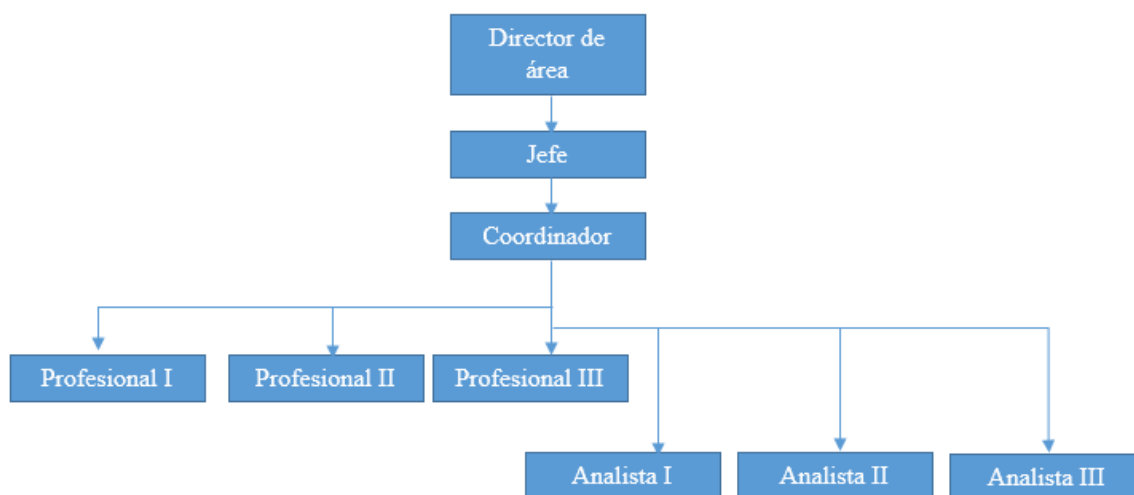 Director de
área
Jefe
Coordinador
Profesional I
Profesional II
Profesional III
Analista I
Analista II
Analista III